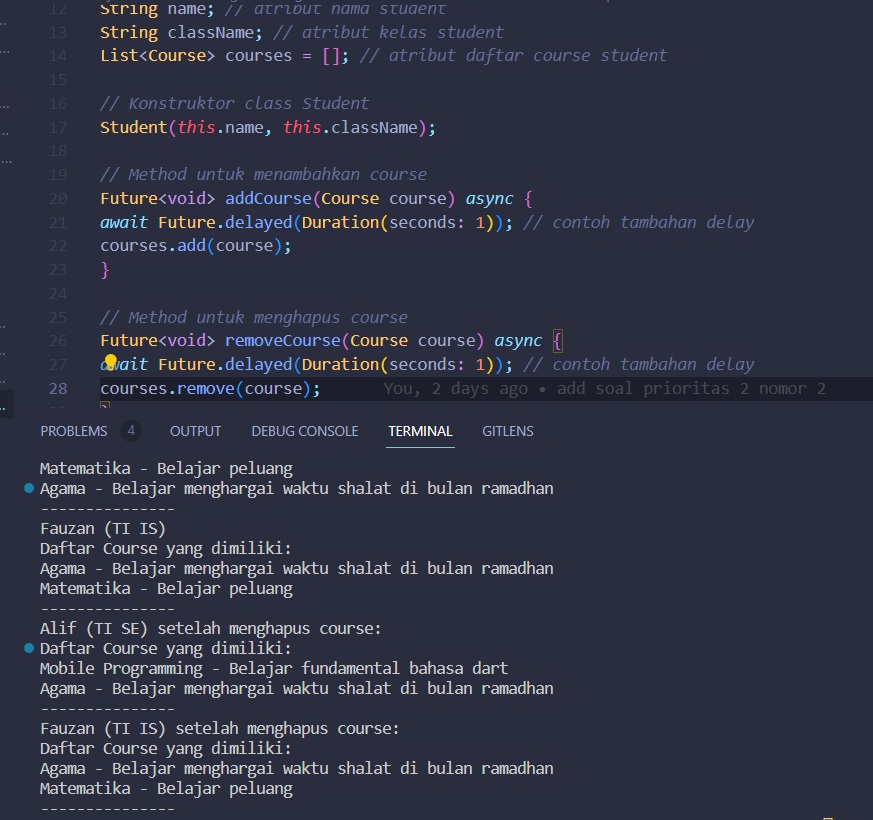 12 String name; // atribut nama student
13 String className; // atribut kelas student
14 List<Course> courses = []; // atribut daftar course student
15
16 // Konstruktor class Student
17 Student(this.name, this.className);
18
19 // Method untuk menambahkan course
20 Future<void> addCourse(Course course) async {
21 await Future.delayed(Duration(seconds: 1)); // contoh tambahan delay
22 courses.add(course);
23 }
24
25 // Method untuk menghapus course
26 Future<void> removeCourse(Course course) async {
27 await Future.delayed(Duration(seconds: 1)); // contoh tambahan delay
28 courses.remove(course); You, 2 days ago • add soal prioritas 2 nomor 2
PROBLEMS 4 OUTPUT DEBUG CONSOLE TERMINAL GITLENS
Matematika - Belajar peluang
Agama - Belajar menghargai waktu shalat di bulan ramadhan
---------------
Fauzan (TI IS)
Daftar Course yang dimiliki:
Agama - Belajar menghargai waktu shalat di bulan ramadhan
Matematika - Belajar peluang
---------------
Alif (TI SE) setelah menghapus course:
Daftar Course yang dimiliki:
Mobile Programming - Belajar fundamental bahasa dart
Agama - Belajar menghargai waktu shalat di bulan ramadhan
---------------
Fauzan (TI IS) setelah menghapus course:
Daftar Course yang dimiliki:
Agama - Belajar menghargai waktu shalat di bulan ramadhan
Matematika - Belajar peluang
---------------